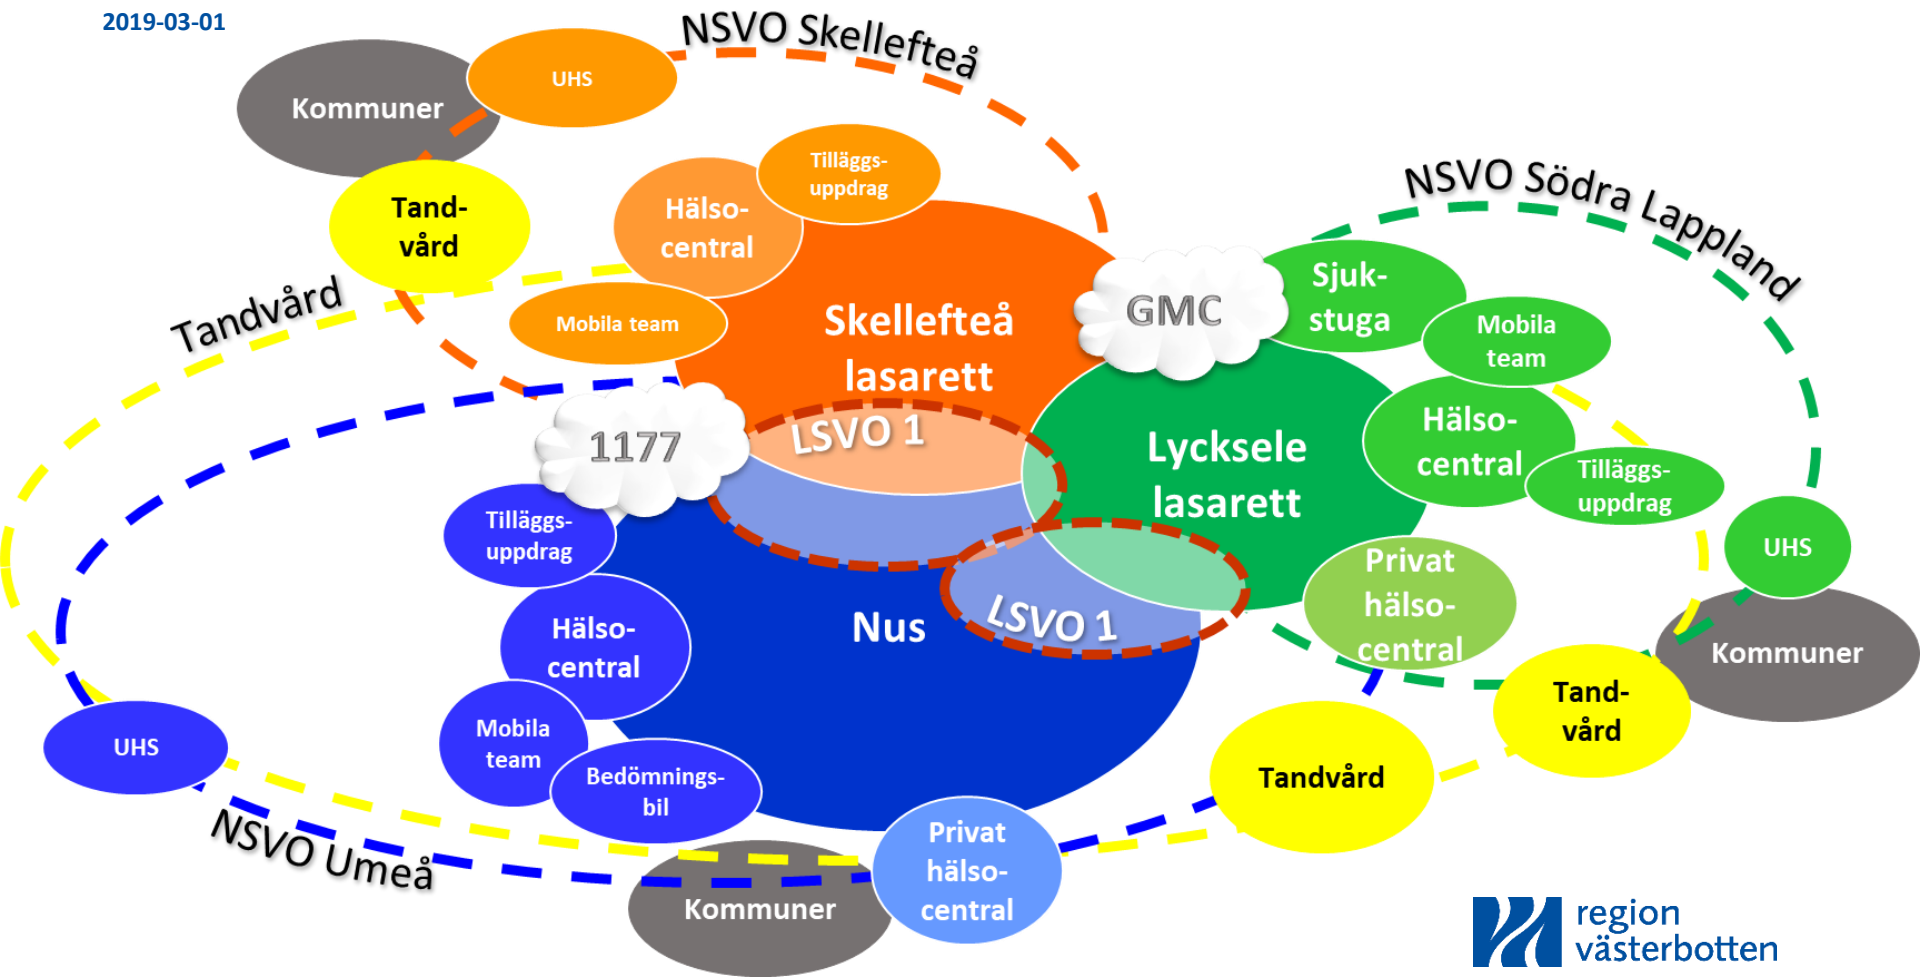 2019-03-01
NSVO Skellefteå
Kommuner
UHS
Tand-
vård
Hälso-
central
Tilläggs-
uppdrag
Mobila team
Tandvård
Skellefteå
lasarett
GMC
NSVO Södra Lappland
Sjuk-
stuga
Mobila
team
Hälso-
central
Tilläggs-
uppdrag
Lycksele
lasarett
UHS
Privat
hälso-
central
Kommuner
Tand-
vård
Tandvård
1177
LSVO 1
LSVO 1
Nus
Tilläggs-
uppdrag
Hälso-
central
Mobila
team
Bedömnings-
bil
UHS
NSVO Umeå
Kommuner
Privat
hälso-
central
region
västerbotten